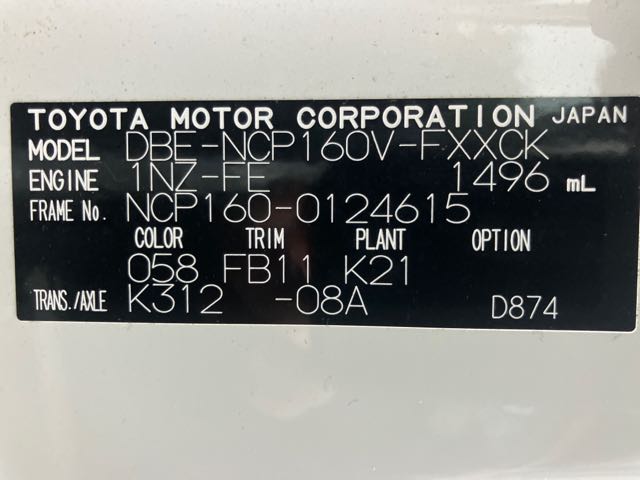 TOYOTA MOTOR CORPORATION JAPAN
MODEL DBE-NCP160V-FXXCK
ENGINE 1NZ-FE 1496 mL
FRAME No. NCP160-0124615
COLOR TRIM PLANT OPTION
058 FB11 K21
TRANS./AXLE K312 -08A D874